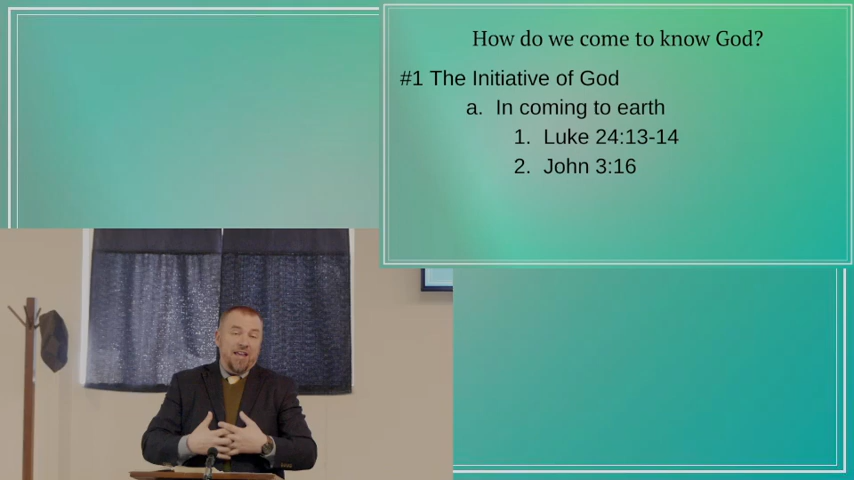 How do we come to know God?
#1 The Initiative of God
a. In coming to earth
1. Luke 24:13-14
2. John 3:16